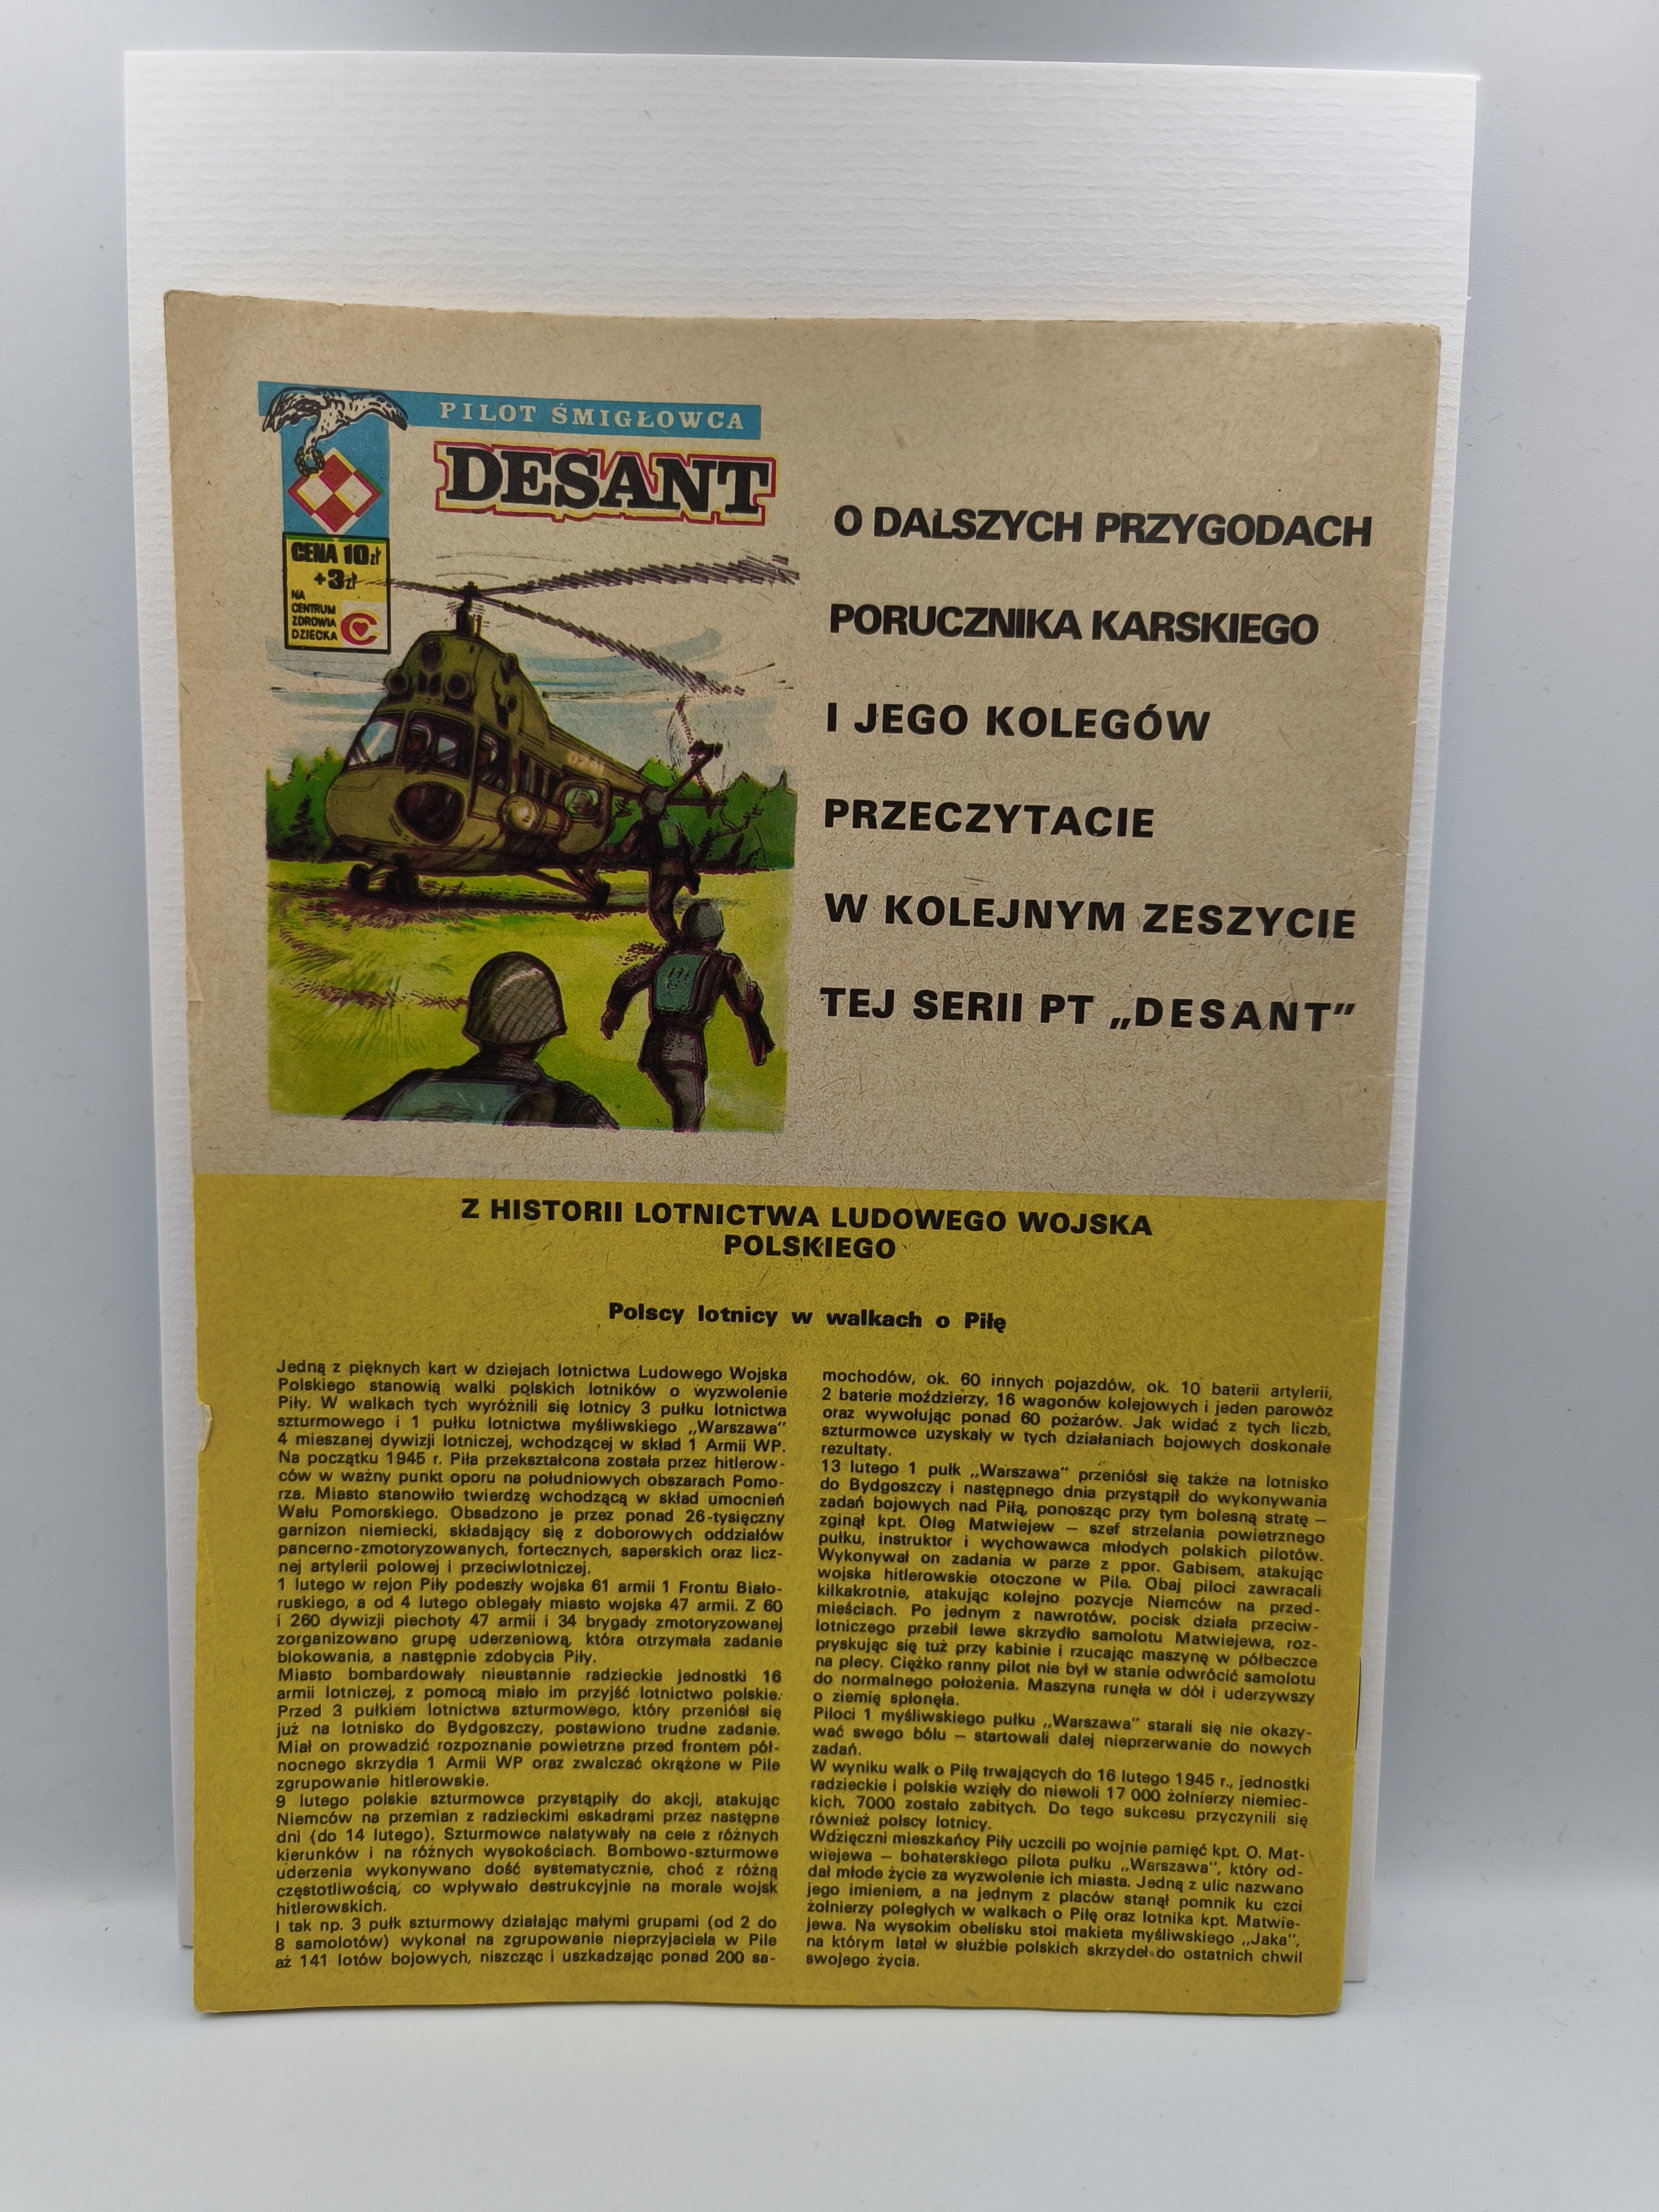 PILOT ŚMIGŁOWCA
DESANT
CENA 10zł
+3zł
NA
CENTRUM
ZDROWIA
DZIECKA
O DALSZYCH PRZYGODACH
PORUCZNIKA KARSKIEGO
I JEGO KOLEGÓW
PRZECZYTACIE
W KOLEJNYM ZESZYCIE
TEJ SERII PT „DESANT”
Z HISTORII LOTNICTWA LUDOWEGO WOJSKA
POLSKIEGO
Polscy lotnicy w walkach o Piłę
Jedną z pięknych kart w dziejach lotnictwa Ludowego Wojska
Polskiego stanowią walki polskich lotników o wyzwolenie
Piły. W walkach tych wyróżnili się lotnicy 3 pułku lotnictwa
szturmowego i 1 pułku lotnictwa myśliwskiego „Warszawa”
4 mieszanej dywizji lotniczej, wchodzącej w skład 1 Armii WP.
Na początku 1945 r. Piła przekształcona została przez hitlerow-
ców w ważny punkt oporu na południowych obszarach Pomo-
rza. Miasto stanowiło twierdzę wchodzącą w skład umocnień
Wału Pomorskiego. Obsadzono je przez ponad 26-tysięczny
garnizon niemiecki, składający się z doborowych oddziałów
pancerno-zmotoryzowanych, fortecznych, saperskich oraz licz-
nej artylerii polowej i przeciwlotniczej.
1 lutego w rejon Piły podeszły wojska 61 armii 1 Frontu Biało-
ruskiego, a od 4 lutego oblegały miasto wojska 47 armii. Z 60
i 260 dywizji piechoty 47 armii i 34 brygady zmotoryzowanej
zorganizowano grupę uderzeniową, która otrzymała zadanie
blokowania, a następnie zdobycia Piły.
Miasto bombardowały nieustannie radzieckie jednostki 16
armii lotniczej, z pomocą miało im przyjść lotnictwo polskie.
Przed 3 pułkiem lotnictwa szturmowego, który przeniósł się
już na lotnisko do Bydgoszczy, postawiono trudne zadanie.
Miał on prowadzić rozpoznanie powietrzne przed frontem pół-
nocnego skrzydła 1 Armii WP oraz zwalczać okrążone w Pile
zgrupowanie hitlerowskie.
9 lutego polskie szturmowce przystąpiły do akcji, atakując
Niemców na przemian z radzieckimi eskadrami przez następne
dni (do 14 lutego). Szturmowce nalatywały na cele z różnych
kierunków i na różnych wysokościach. Bombowo-szturmowe
uderzenia wykonywano dość systematycznie, choć z różną
częstotliwością, co wpływało destrukcyjnie na morale wojsk
hitlerowskich.
I tak np. 3 pułk szturmowy działając małymi grupami (od 2 do
8 samolotów) wykonał na zgrupowanie nieprzyjaciela w Pile
aż 141 lotów bojowych, niszcząc i uszkadzając ponad 200 sa-
mochodów, ok. 60 innych pojazdów, ok. 10 baterii artylerii,
2 baterie moździerzy, 16 wagonów kolejowych i jeden parowóz
oraz wywołując ponad 60 pożarów. Jak widać z tych liczb,
szturmowce uzyskały w tych działaniach bojowych doskonałe
rezultaty.
13 lutego 1 pułk „Warszawa” przeniósł się także na lotnisko
do Bydgoszczy i następnego dnia przystąpił do wykonywania
zadań bojowych nad Piłą, ponosząc przy tym bolesną stratę –
zginął kpt. Oleg Matwiejew – szef strzelania powietrznego
pułku, instruktor i wychowawca młodych polskich pilotów.
Wykonywał on zadania w parze z ppor. Gabisem, atakując
wojska hitlerowskie otoczone w Pile. Obaj piloci zawracali
kilkakrotnie, atakując kolejno pozycje Niemców na przed-
mieściach. Po jednym z nawrotów, pocisk działa przeciw-
lotniczego przebił lewe skrzydło samolotu Matwiejewa, roz-
pryskując się tuż przy kabinie i rzucając maszynę w półbeczce
na plecy. Ciężko ranny pilot nie był w stanie odwrócić samolotu
do normalnego położenia. Maszyna runęła w dół i uderzywszy
o ziemię spłonęła.
Piloci 1 myśliwskiego pułku „Warszawa” starali się nie okazy-
wać swego bólu – startowali dalej nieprzerwanie do nowych
zadań.
W wyniku walk o Piłę trwających do 16 lutego 1945 r., jednostki
radzieckie i polskie wzięły do niewoli 17 000 żołnierzy niemiec-
kich, 7000 zostało zabitych. Do tego sukcesu przyczynili się
również polscy lotnicy.
Wdzięczni mieszkańcy Piły uczcili po wojnie pamięć kpt. O. Mat-
wiejewa – bohaterskiego pilota pułku „Warszawa”, który od-
dał młode życie za wyzwolenie ich miasta. Jedną z ulic nazwano
jego imieniem, a na jednym z placów stanął pomnik ku czci
żołnierzy poległych w walkach o Piłę oraz lotnika kpt. Matwie-
jewa. Na wysokim obelisku stoi makieta myśliwskiego „Jaka”,
na którym latał w służbie polskich skrzydeł do ostatnich chwil
swojego życia.